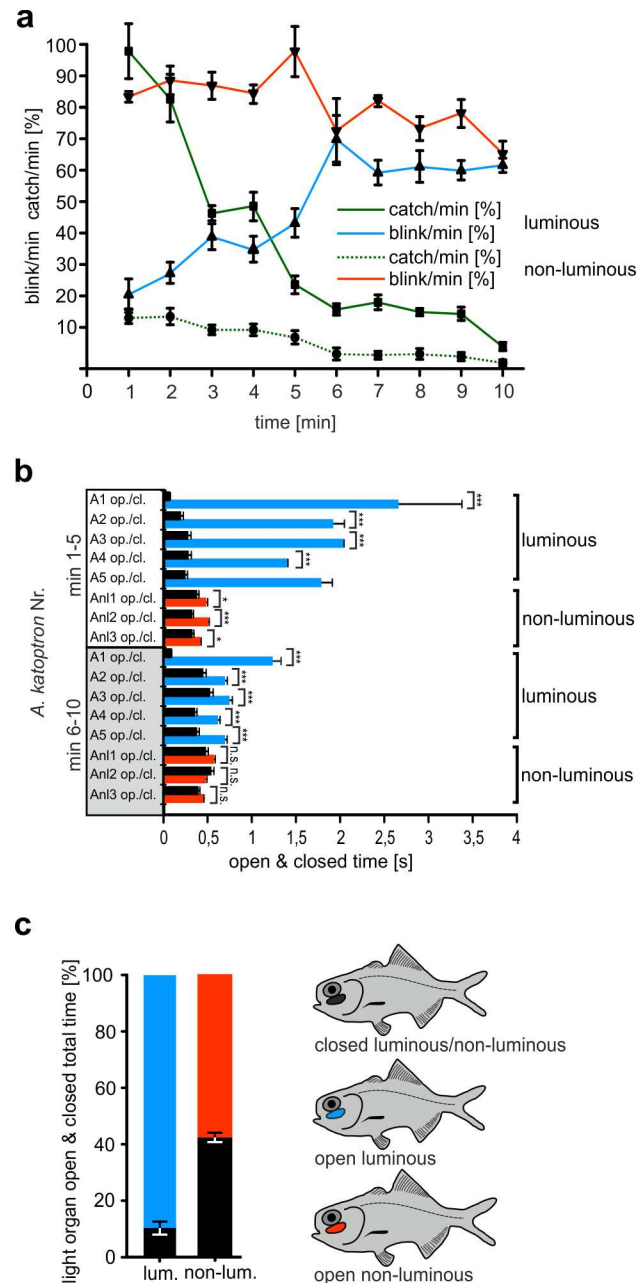 a
100
90
80
70
60
50
40
30
20
10
blink/min catch/min [%]
catch/min [%]
blink/min [%]
luminous
catch/min [%]
blink/min [%]
non-luminous
0 1 2 3 4 5 6 7 8 9 10
time [min]
b
A. katoptron Nr.
min 1-5
A1 op./cl.
***
A2 op./cl.
***
A3 op./cl.
***
A4 op./cl.
***
A5 op./cl.
luminous
Anl1 op./cl.
*
Anl2 op./cl.
***
Anl3 op./cl.
*
non-luminous
min 6-10
A1 op./cl.
***
A2 op./cl.
***
A3 op./cl.
***
A4 op./cl.
***
A5 op./cl.
***
luminous
Anl1 op./cl.
n.s.
Anl2 op./cl.
n.s.
Anl3 op./cl.
n.s.
non-luminous
0 0,5 1 1,5 2 2,5 3 3,5 4
open & closed time [s]
c
light organ open & closed total time [%]
100
80
60
40
20
0
lum. non-lum.
closed luminous/non-luminous
open luminous
open non-luminous